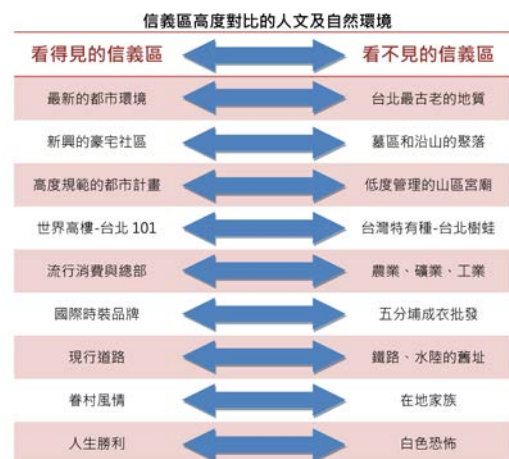 信義區高度對比的人文及自然環境
看得見的信義區 看不見的信義區
最新的都市環境 台北最古老的地質
新興的豪宅社區 墓區和沿山的聚落
高度規範的都市計畫 低度管理的山區宮廟
世界高樓-台北 101 台灣特有種-台北樹蛙
流行消費與總部 農業、礦業、工業
國際時裝品牌 五分埔成衣批發
現行道路 鐵路、水陸的舊址
眷村風情 在地家族
人生勝利 白色恐怖